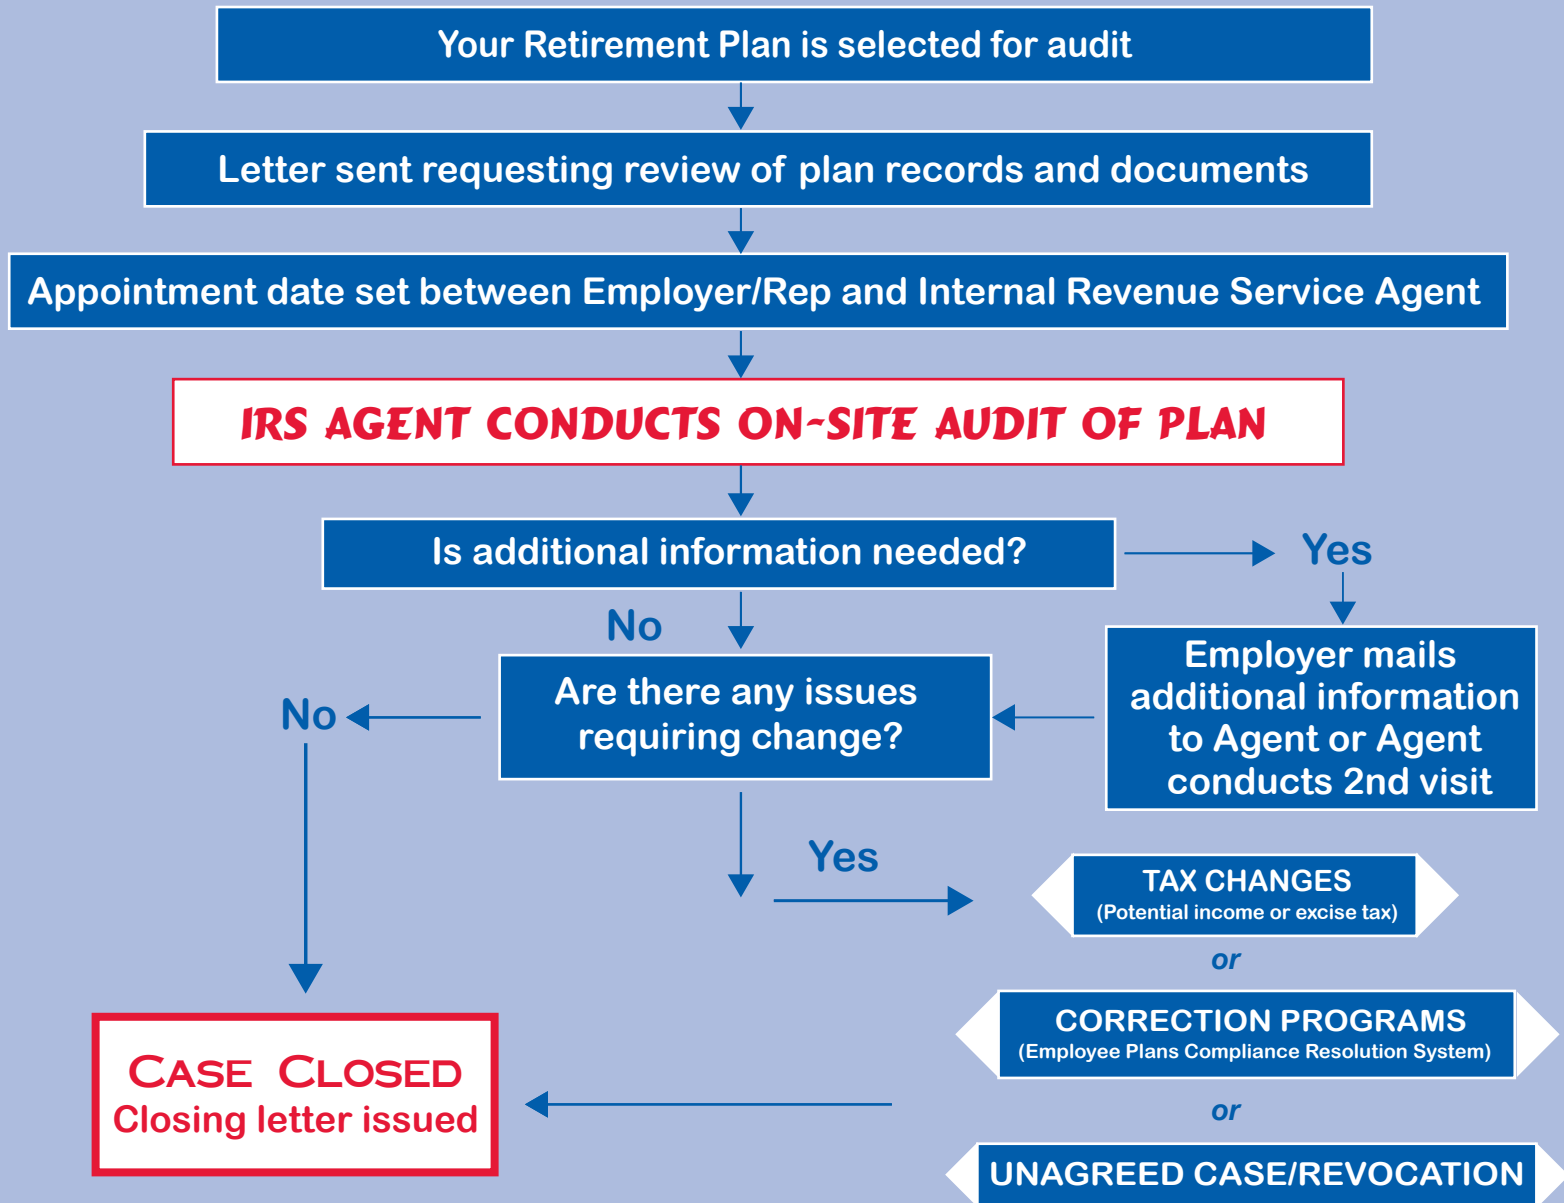 Your Retirement Plan is selected for audit
Letter sent requesting review of plan records and documents
Appointment date set between Employer/Rep and Internal Revenue Service Agent
IRS AGENT CONDUCTS ON-SITE AUDIT OF PLAN
Is additional information needed?
Yes
No
Employer mails
additional information
to Agent or Agent
conducts 2nd visit
Are there any issues
requiring change?
No
Yes
TAX CHANGES
(Potential income or excise tax)
or
CORRECTION PROGRAMS
(Employee Plans Compliance Resolution System)
or
UNAGREED CASE/REVOCATION
CASE CLOSED
Closing letter issued